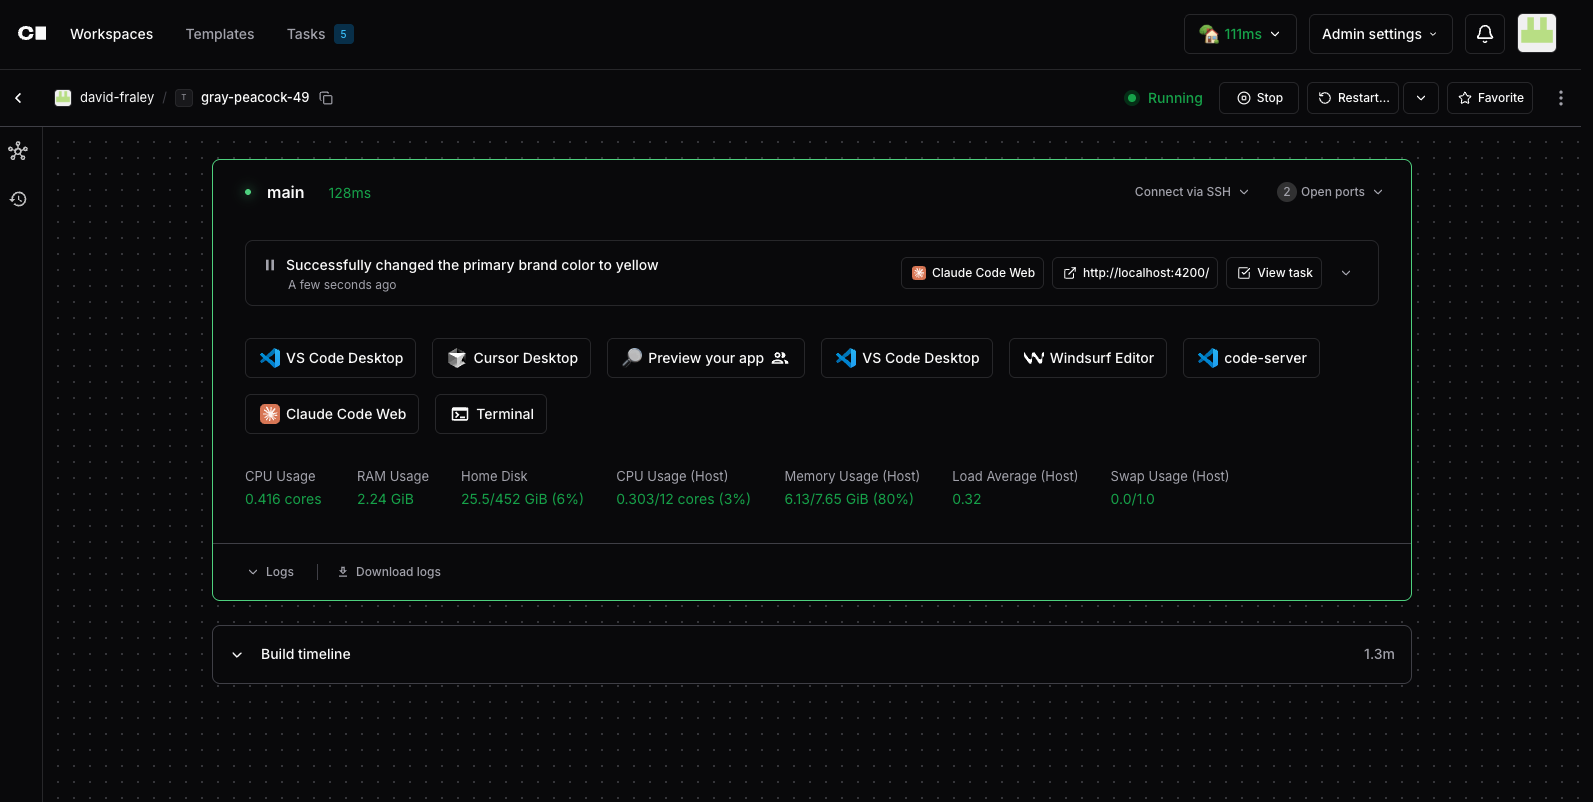 Workspaces Templates Tasks 5 111ms Admin settings
david-fraley / T gray-peacock-49 Running Stop Restart... Favorite
main 128ms Connect via SSH 2 Open ports
Successfully changed the primary brand color to yellow
A few seconds ago
Claude Code Web http://localhost:4200/ View task
VS Code Desktop Cursor Desktop Preview your app VS Code Desktop Windsurf Editor code-server
Claude Code Web Terminal
CPU Usage RAM Usage Home Disk CPU Usage (Host) Memory Usage (Host) Load Average (Host) Swap Usage (Host)
0.416 cores 2.24 GiB 25.5/452 GiB (6%) 0.303/12 cores (3%) 6.13/7.65 GiB (80%) 0.32 0.0/1.0
Logs Download logs
Build timeline 1.3m